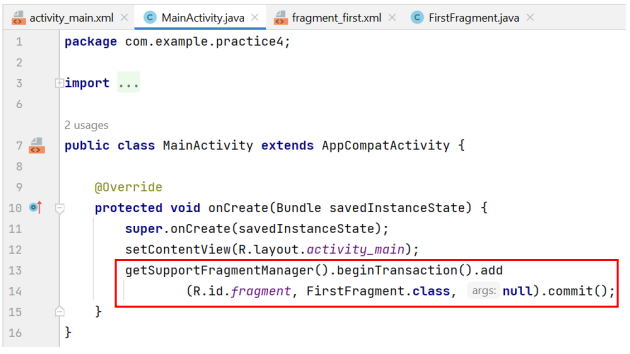 activity_main.xml × MainActivity.java × fragment_first.xml × FirstFragment.java ×
1 package com.example.practice4;
2
3 import ...
6
2 usages
7 public class MainActivity extends AppCompatActivity {
8
9 @Override
10 protected void onCreate(Bundle savedInstanceState) {
11 super.onCreate(savedInstanceState);
12 setContentView(R.layout.activity_main);
13 getSupportFragmentManager().beginTransaction().add
14 (R.id.fragment, FirstFragment.class, args: null).commit();
15 }
16 }